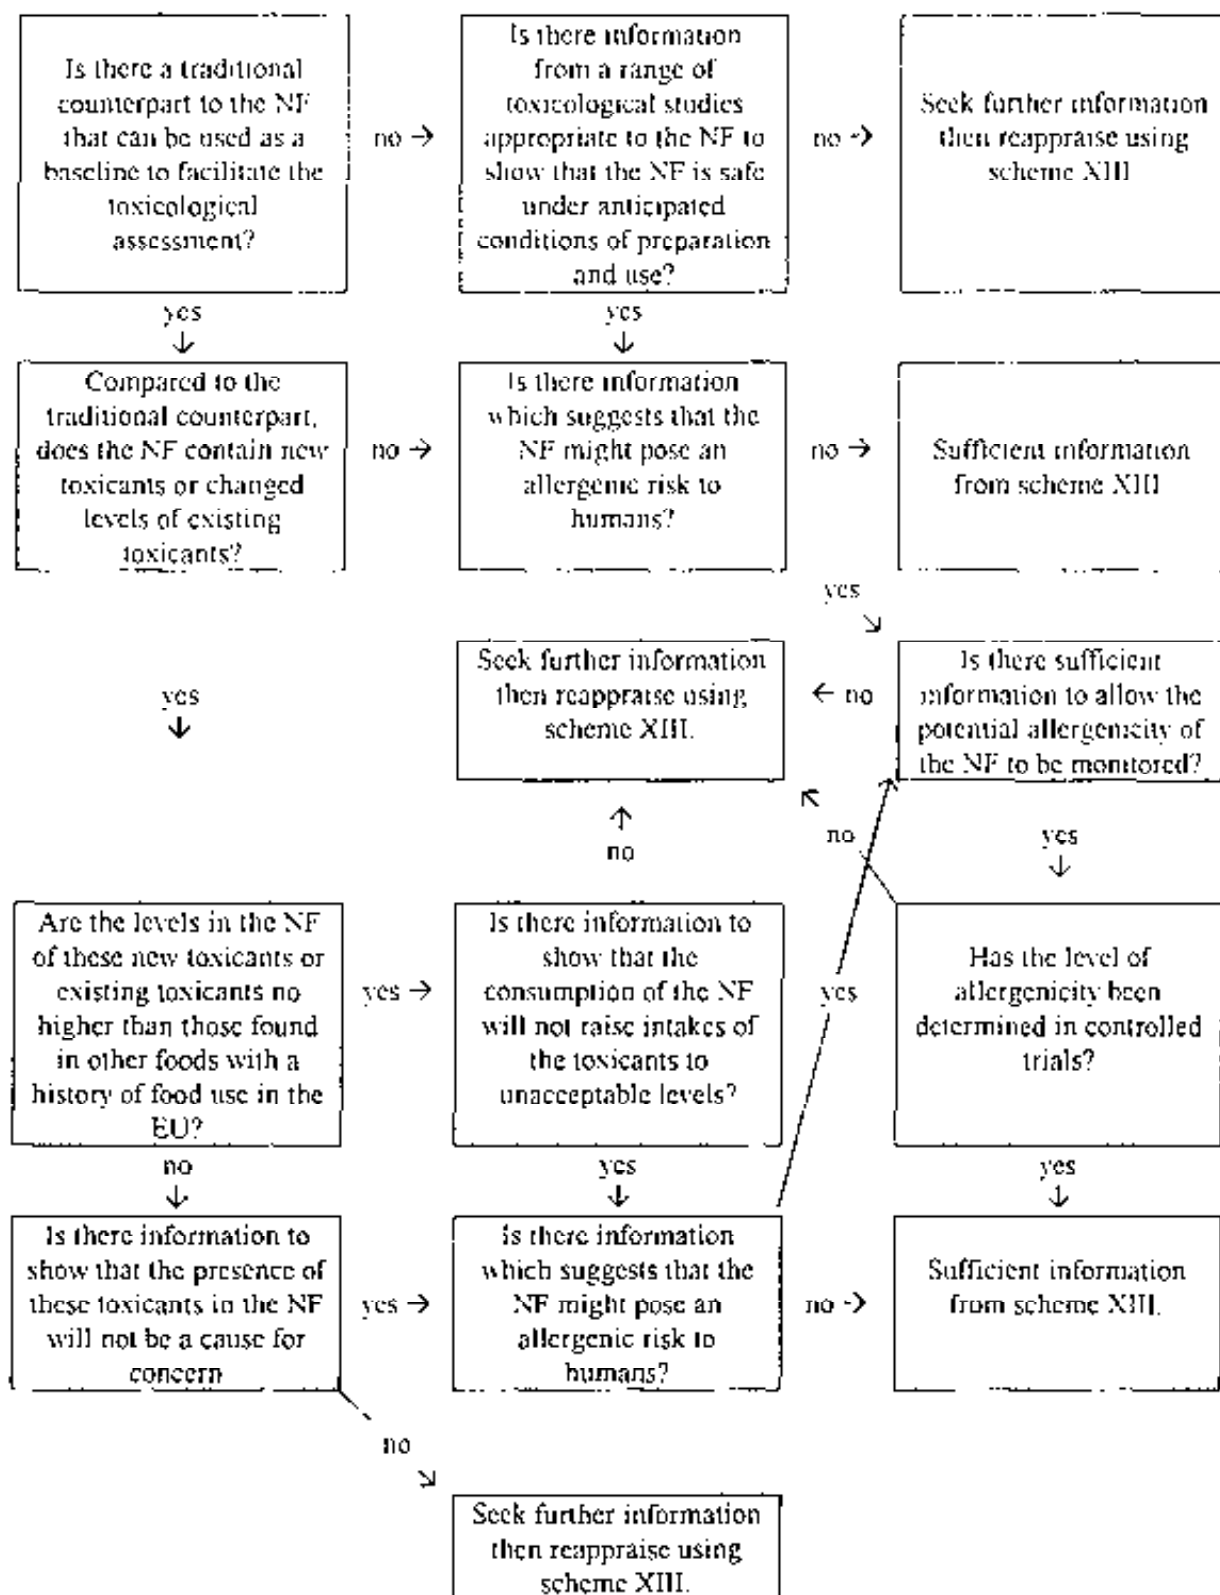 Is there a traditional
counterpart to the NF
that can be used as a
baseline to facilitate the
toxicological
assessment?
no →
Is there information
from a range of
toxicological studies
appropriate to the NF to
show that the NF is safe
under anticipated
conditions of preparation
and use?
no →
Seek further information
then reappraise using
scheme XIII
yes
↓
yes
↓
Compared to the
traditional counterpart,
does the NF contain new
toxicants or changed
levels of existing
toxicants?
no →
Is there information
which suggests that the
NF might pose an
allergenic risk to
humans?
no →
Sufficient information
from scheme XIII
yes
↘
yes
↓
Seek further information
then reappraise using
scheme XIII.
← no
Is there sufficient
information to allow the
potential allergenicity of
the NF to be monitored?
↑
no
↖
no
yes
↓
Are the levels in the NF
of these new toxicants or
existing toxicants no
higher than those found
in other foods with a
history of food use in the
EU?
yes →
Is there information to
show that the
consumption of the NF
will not raise intakes of
the toxicants to
unacceptable levels?
yes
Has the level of
allergenicity been
determined in controlled
trials?
no
↓
yes
↓
yes
↓
Is there information to
show that the presence of
these toxicants in the NF
will not be a cause for
concern
yes →
Is there information
which suggests that the
NF might pose an
allergenic risk to
humans?
no →
Sufficient information
from scheme XIII.
no
↘
Seek further information
then reappraise using
scheme XIII.